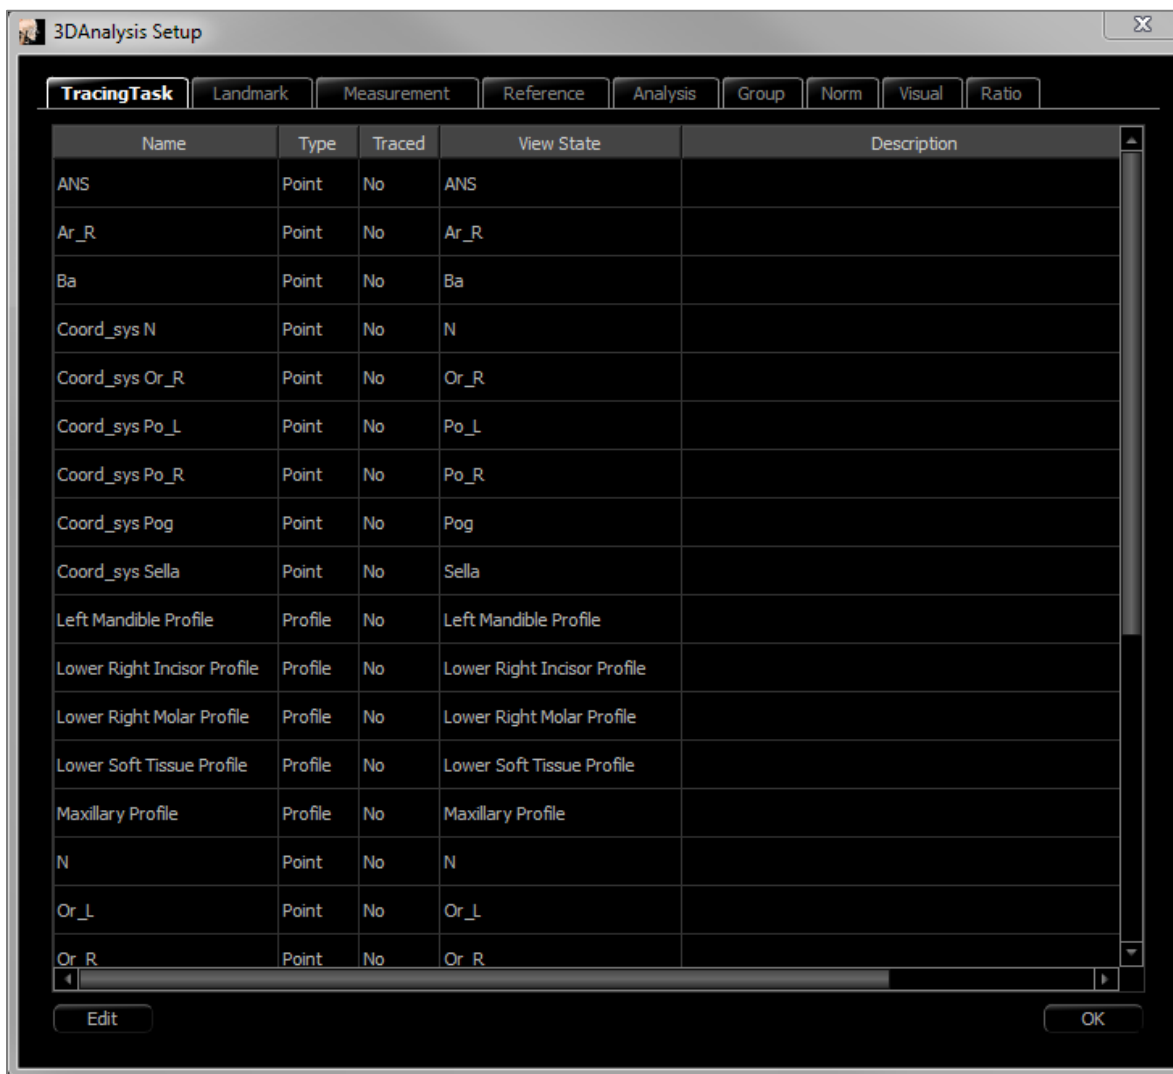 3DAnalysis Setup
TracingTask Landmark Measurement Reference Analysis Group Norm Visual Ratio
Name Type Traced View State Description
ANS Point No ANS
Ar_R Point No Ar_R
Ba Point No Ba
Coord_sys N Point No N
Coord_sys Or_R Point No Or_R
Coord_sys Po_L Point No Po_L
Coord_sys Po_R Point No Po_R
Coord_sys Pog Point No Pog
Coord_sys Sella Point No Sella
Left Mandible Profile Profile No Left Mandible Profile
Lower Right Incisor Profile Profile No Lower Right Incisor Profile
Lower Right Molar Profile Profile No Lower Right Molar Profile
Lower Soft Tissue Profile Profile No Lower Soft Tissue Profile
Maxillary Profile Profile No Maxillary Profile
N Point No N
Or_L Point No Or_L
Or_R Point No Or_R
Edit OK